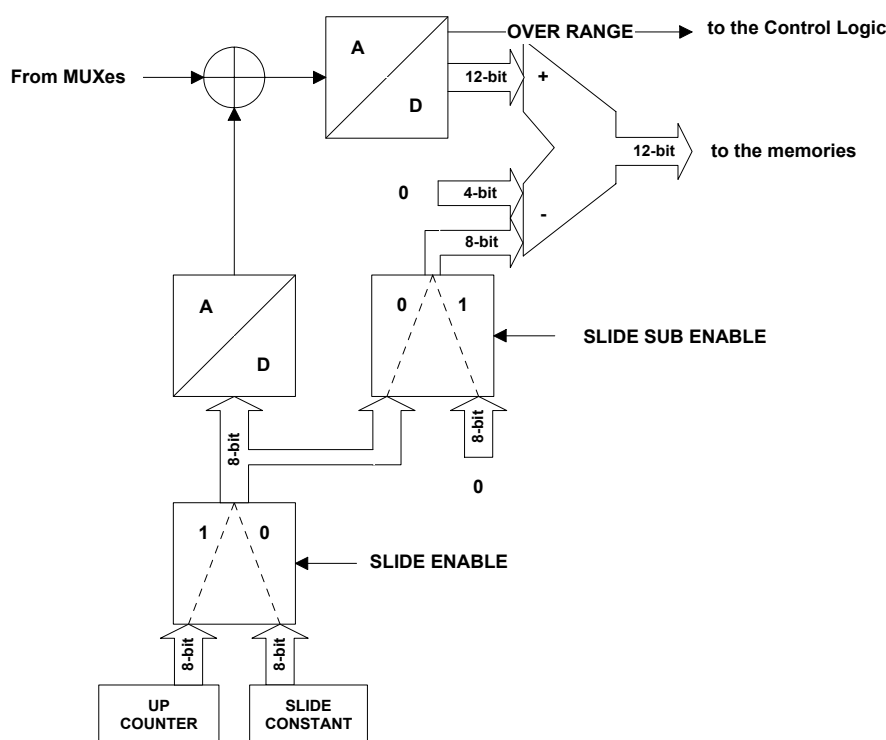 OVER RANGE
to the Control Logic
A
From MUXes
12-bit
+
D
12-bit
to the memories
0
4-bit
-
8-bit
A
0
1
D
SLIDE SUB ENABLE
8-bit
8-bit
0
1
0
SLIDE ENABLE
8-bit
8-bit
UP
COUNTER
SLIDE
CONSTANT